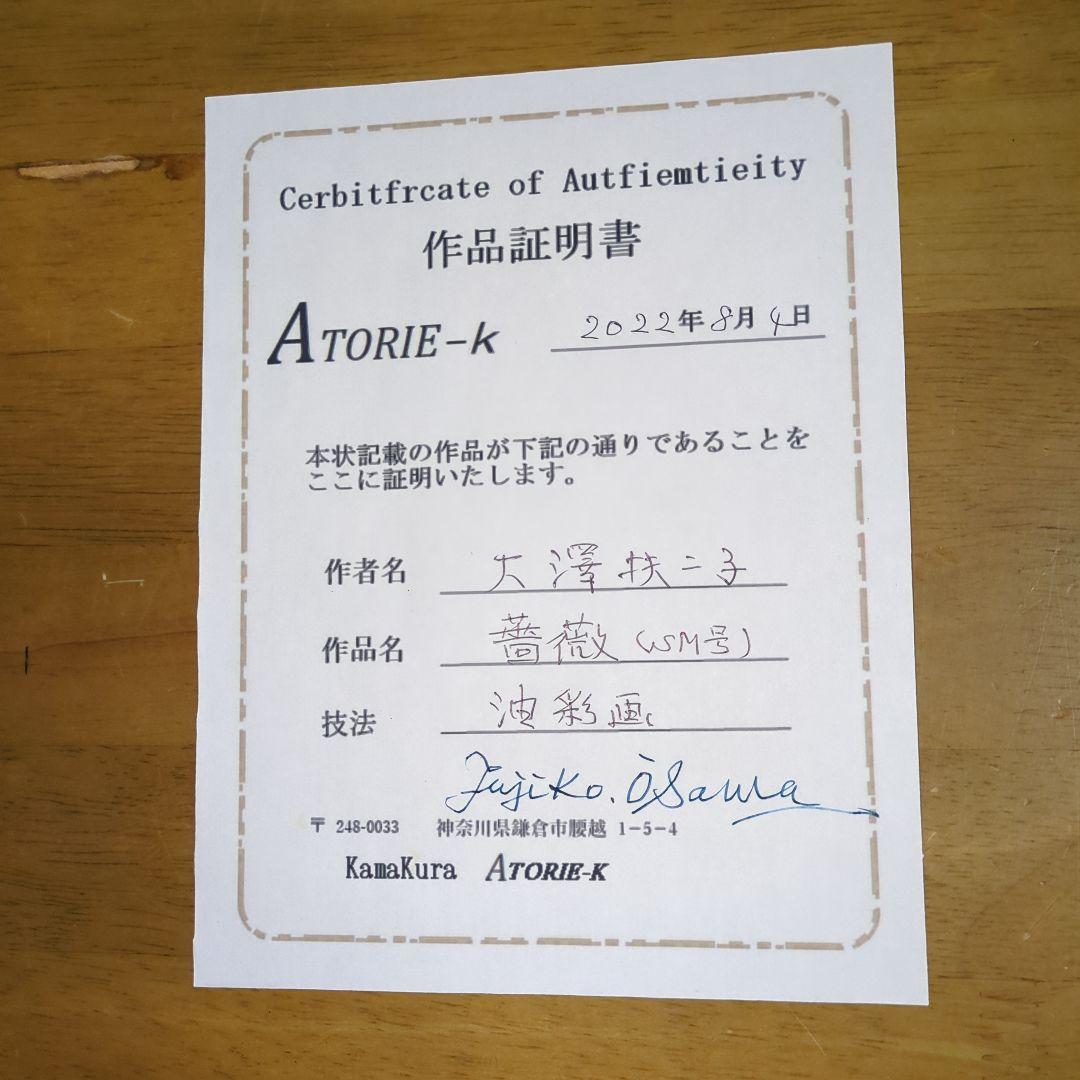 Cerbitfrcate of Autfiemtieity
作品証明書
ATORIE-k
2022年8月4日
本状記載の作品が下記の通りであることを
ここに証明いたします。
作者名 大澤扶二子
作品名 薔薇(WSM号)
技法 油彩画
Fujiko.Ōsawa
〒248-0033 神奈川県鎌倉市腰越 1-5-4
KamaKura ATORIE-K